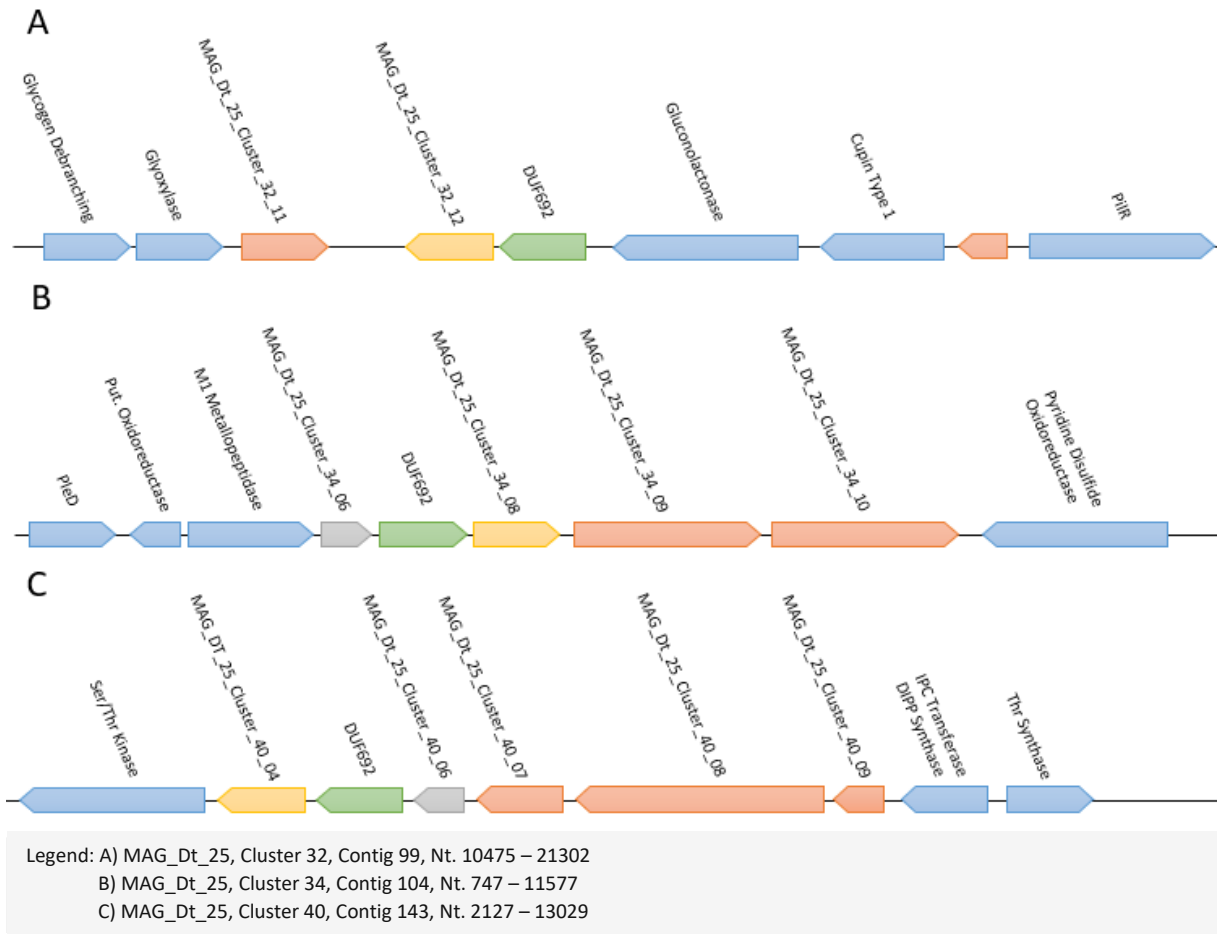 A
Glycogen Debranching
Glyoxylase
MAG_Dt_25_Cluster_32_11
MAG_Dt_25_Cluster_32_12
DUF692
Gluconolactonase
Cupin Type 1
PilR
B
PleD
Put. Oxidoreductase
M1 Metallopeptidase
MAG_Dt_25_Cluster_34_06
DUF692
MAG_Dt_25_Cluster_34_08
MAG_Dt_25_Cluster_34_09
MAG_Dt_25_Cluster_34_10
Pyridine Disulfide
Oxidoreductase
C
Ser/Thr Kinase
MAG_DT_25_Cluster_40_04
DUF692
MAG_Dt_25_Cluster_40_06
MAG_Dt_25_Cluster_40_07
MAG_Dt_25_Cluster_40_08
MAG_Dt_25_Cluster_40_09
IPC Transferase
DIPP Synthase
Thr Synthase
Legend: A) MAG_Dt_25, Cluster 32, Contig 99, Nt. 10475 – 21302
B) MAG_Dt_25, Cluster 34, Contig 104, Nt. 747 – 11577
C) MAG_Dt_25, Cluster 40, Contig 143, Nt. 2127 – 13029